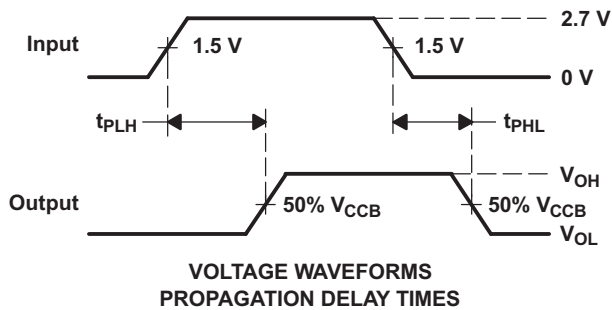 2.7 V
Input
1.5 V
1.5 V
0 V
tPLH
tPHL
VOH
Output
50% VCCB
50% VCCB
VOL
VOLTAGE WAVEFORMS
PROPAGATION DELAY TIMES